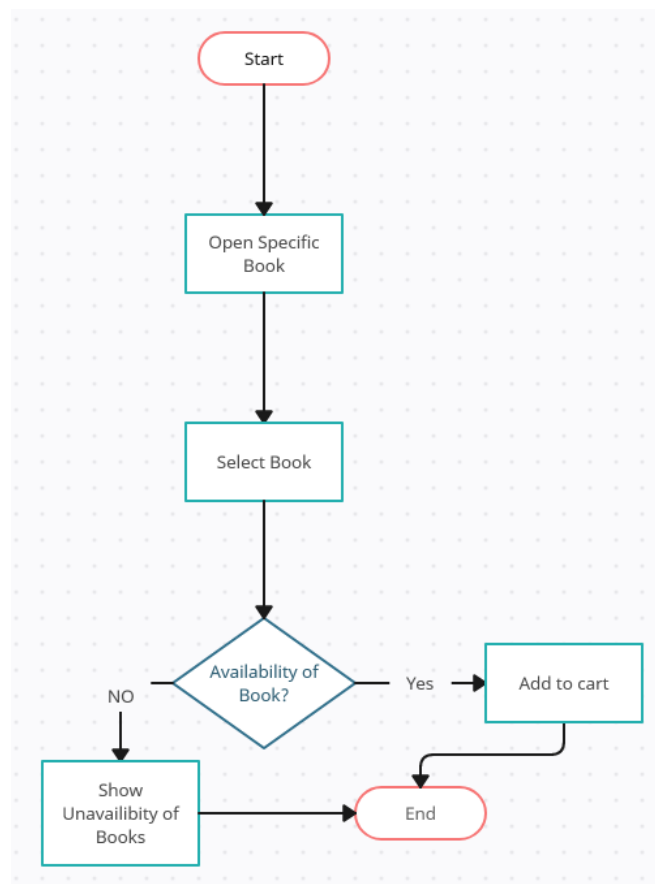 Start
Open Specific
Book
Select Book
Availability of
Book?
Yes
Add to cart
NO
Show
Unavailibity of
Books
End